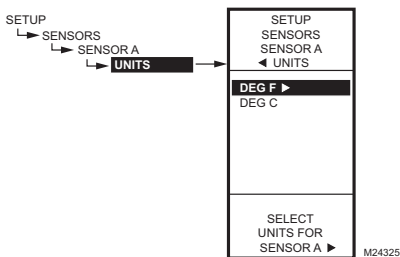 SETUP
SENSORS
SENSOR A
UNITS
SETUP
SENSORS
SENSOR A
◄ UNITS
DEG F ►
DEG C
SELECT
UNITS FOR
SENSOR A ►
M24325